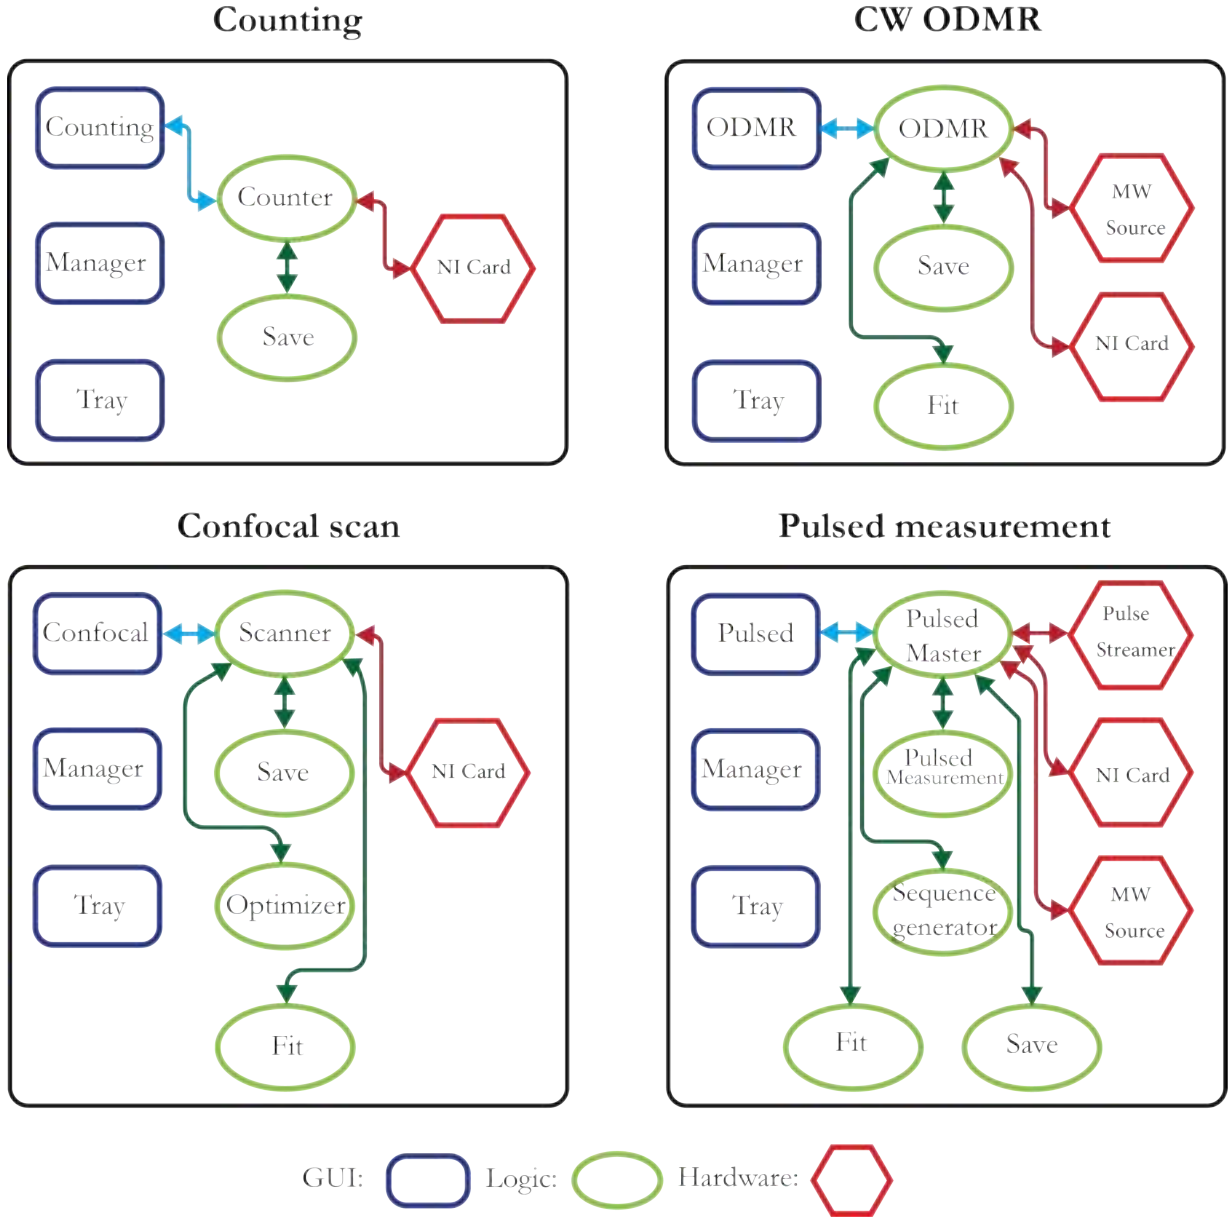 Counting
CW ODMR
Counting
Counter
NI Card
Manager
Save
Tray
ODMR
ODMR
MW
Source
Manager
Save
NI Card
Tray
Fit
Confocal scan
Pulsed measurement
Confocal
Scanner
Manager
Save
NI Card
Tray
Optimizer
Fit
Pulsed
Pulsed
Master
Pulse
Streamer
Manager
Pulsed
Measurement
NI Card
Tray
Sequence
generator
MW
Source
Fit
Save
GUI:
Logic:
Hardware: